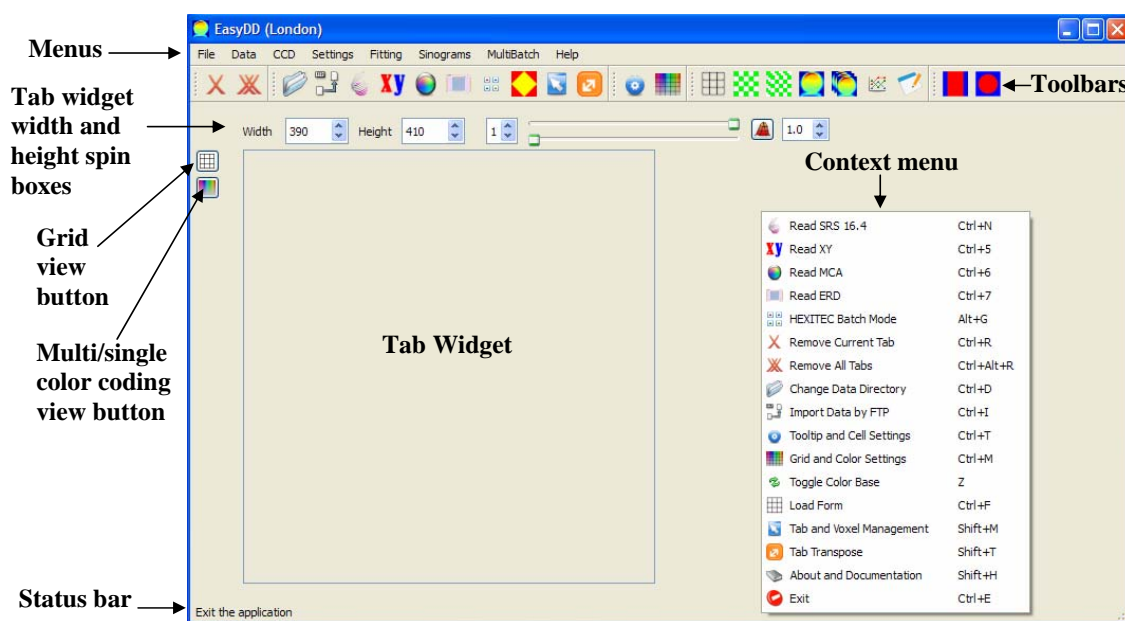 EasyDD (London)
Menus
File Data CCD Settings Fitting Sinograms MultiBatch Help
xy
Toolbars
Tab widget
width and
height spin
boxes
Width 390 Height 410 1 1.0
Grid
view
button
Multi/single
color coding
view button
Tab Widget
Context menu
Read SRS 16.4 Ctrl+N
xy Read XY Ctrl+5
Read MCA Ctrl+6
Read ERD Ctrl+7
HEXITEC Batch Mode Alt+G
Remove Current Tab Ctrl+R
Remove All Tabs Ctrl+Alt+R
Change Data Directory Ctrl+D
Import Data by FTP Ctrl+I
Tooltip and Cell Settings Ctrl+T
Grid and Color Settings Ctrl+M
Toggle Color Base Z
Load Form Ctrl+F
Tab and Voxel Management Shift+M
Tab Transpose Shift+T
About and Documentation Shift+H
Exit Ctrl+E
Status bar
Exit the application